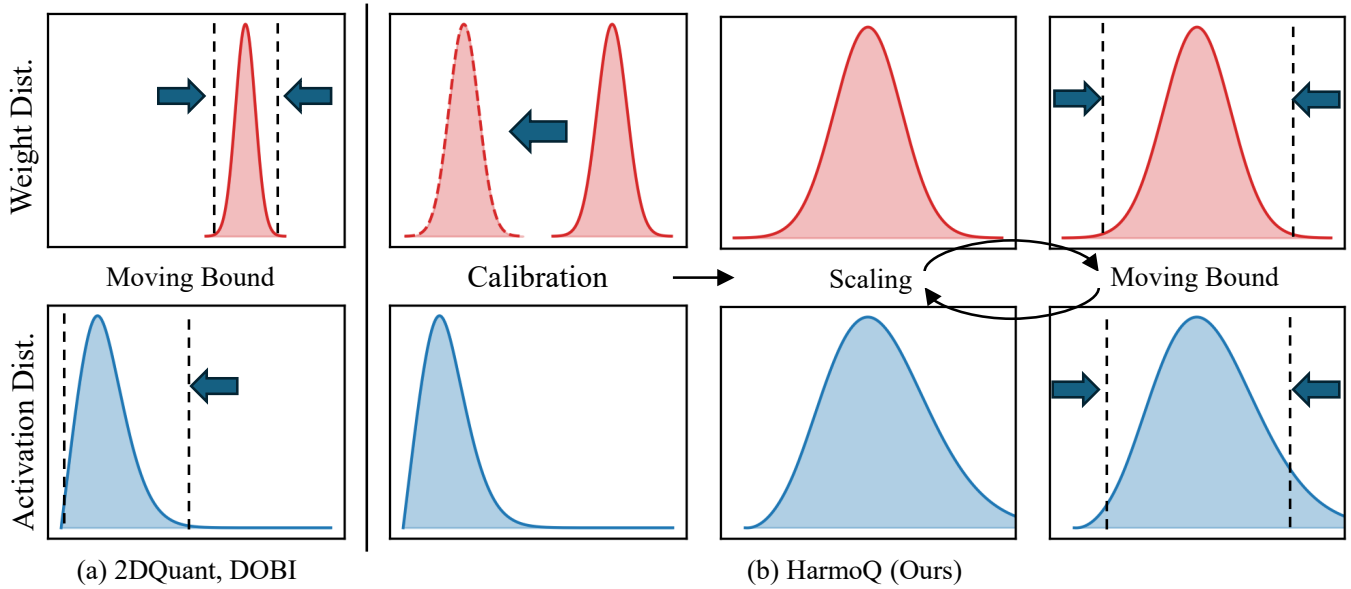 Weight Dist.
Moving Bound
Calibration
Scaling
Moving Bound
Activation Dist.
(a) 2DQuant, DOBI
(b) HarmoQ (Ours)